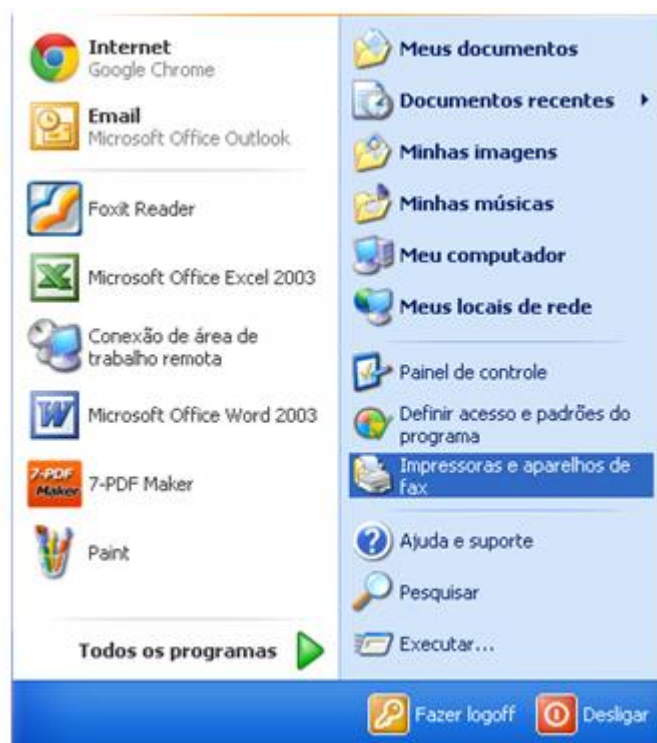 Internet
Google Chrome
Email
Microsoft Office Outlook
Foxit Reader
Microsoft Office Excel 2003
Conexão de área de
trabalho remota
Microsoft Office Word 2003
7-PDF
Maker
7-PDF Maker
Paint
Todos os programas
Meus documentos
Documentos recentes
Minhas imagens
Minhas músicas
Meu computador
Meus locais de rede
Painel de controle
Definir acesso e padrões do
programa
Impressoras e aparelhos de
fax
Ajuda e suporte
Pesquisar
Executar...
Fazer logoff
Desligar